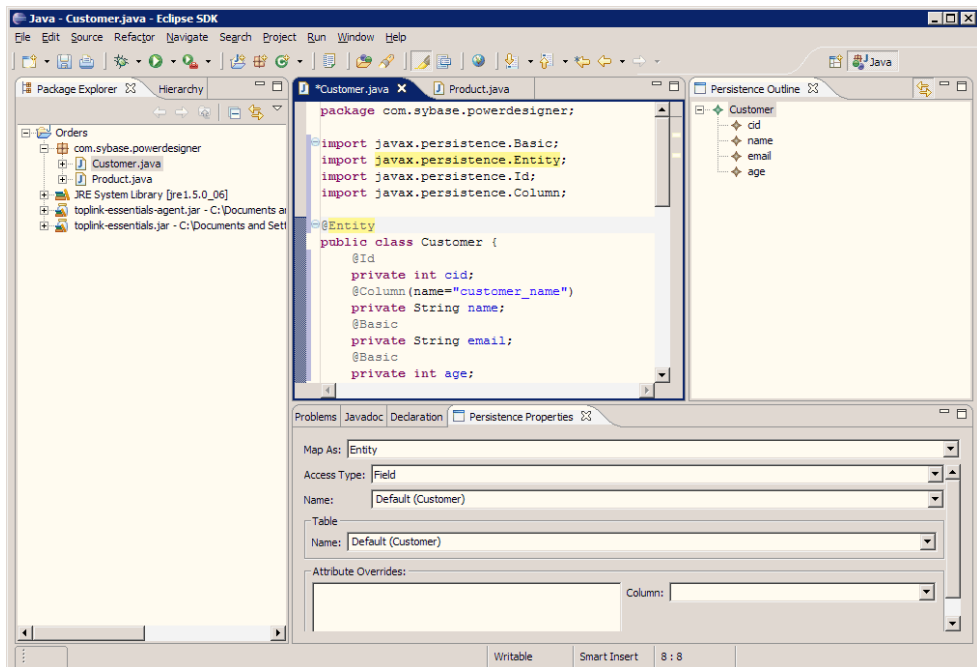 Java - Customer.java - Eclipse SDK
File Edit Source Refactor Navigate Search Project Run Window Help
Java
Package Explorer Hierarchy
Orders
com.sybase.powerdesigner
Customer.java
Product.java
JRE System Library [jre1.5.0_06]
toplink-essentials-agent.jar - C:\Documents a
toplink-essentials.jar - C:\Documents and Set
*Customer.java Product.java
package com.sybase.powerdesigner;
import javax.persistence.Basic;
import javax.persistence.Entity;
import javax.persistence.Id;
import javax.persistence.Column;
@Entity
public class Customer {
@Id
private int cid;
@Column(name="customer_name")
private String name;
@Basic
private String email;
@Basic
private int age;
Persistence Outline
Customer
cid
name
email
age
Problems Javadoc Declaration Persistence Properties
Map As: Entity
Access Type: Field
Name: Default (Customer)
Table
Name: Default (Customer)
Attribute Overrides:
Column:
Writable Smart Insert 8 : 8